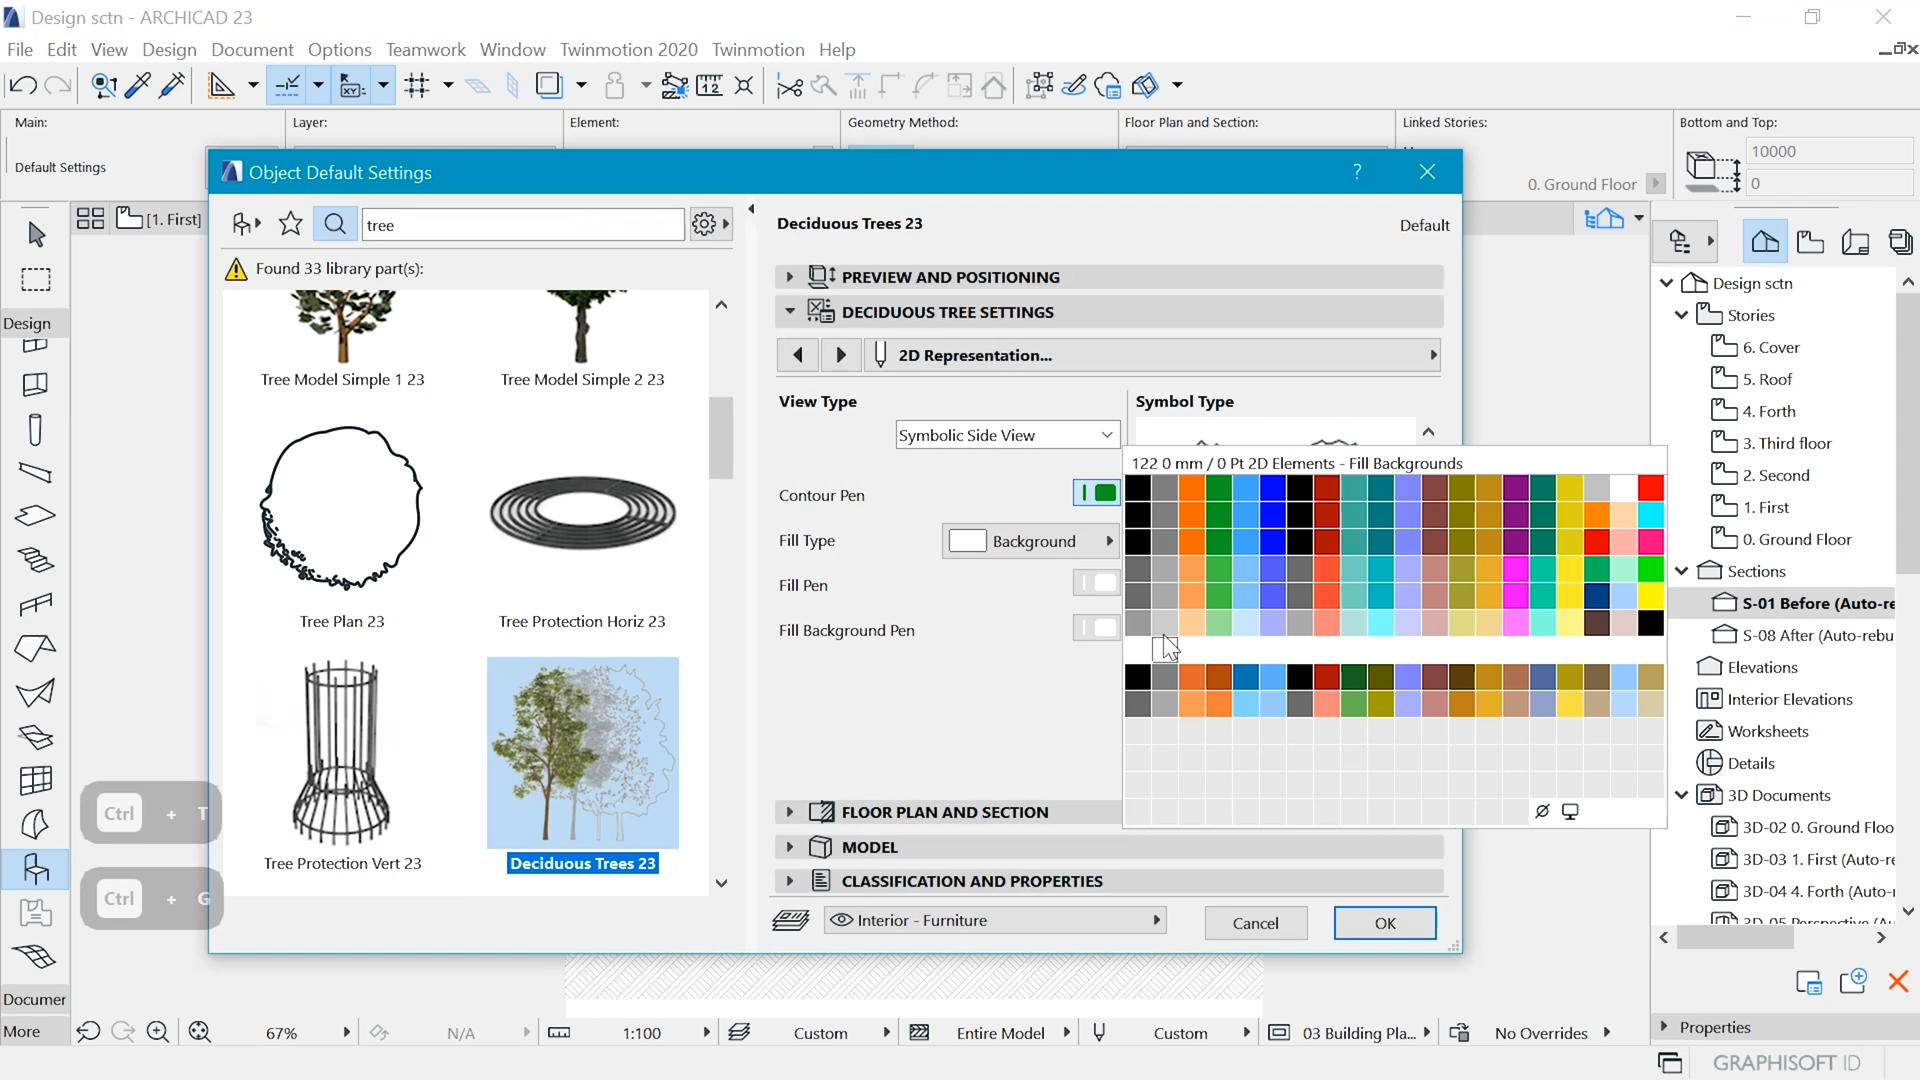 Design sctn - ARCHICAD 23
File Edit View Design Document Options Teamwork Window Twinmotion 2020 Twinmotion Help
Main:
Layer:
Element:
Geometry Method:
Floor Plan and Section:
Linked Stories:
Bottom and Top:
Default Settings
0. Ground Floor
10000
0
[1. First]
Object Default Settings
?
tree
Found 33 library part(s):
Tree Model Simple 1 23
Tree Model Simple 2 23
Tree Plan 23
Tree Protection Horiz 23
Tree Protection Vert 23
Deciduous Trees 23
Deciduous Trees 23
Default
PREVIEW AND POSITIONING
DECIDUOUS TREE SETTINGS
2D Representation...
View Type
Symbol Type
Symbolic Side View
Contour Pen
Fill Type
Background
Fill Pen
Fill Background Pen
122 0 mm / 0 Pt 2D Elements - Fill Backgrounds
FLOOR PLAN AND SECTION
MODEL
CLASSIFICATION AND PROPERTIES
Interior - Furniture
Cancel
OK
Design
Documer
More
Ctrl + T
Ctrl + G
Design sctn
Stories
6. Cover
5. Roof
4. Forth
3. Third floor
2. Second
1. First
0. Ground Floor
Sections
S-01 Before (Auto-re
S-08 After (Auto-rebu
Elevations
Interior Elevations
Worksheets
Details
3D Documents
3D-02 0. Ground Floo
3D-03 1. First (Auto-re
3D-04 4. Forth (Auto-
3D-05 Perspective (Au
Properties
67%
N/A
1:100
Custom
Entire Model
Custom
03 Building Pla...
No Overrides
GRAPHISOFT ID